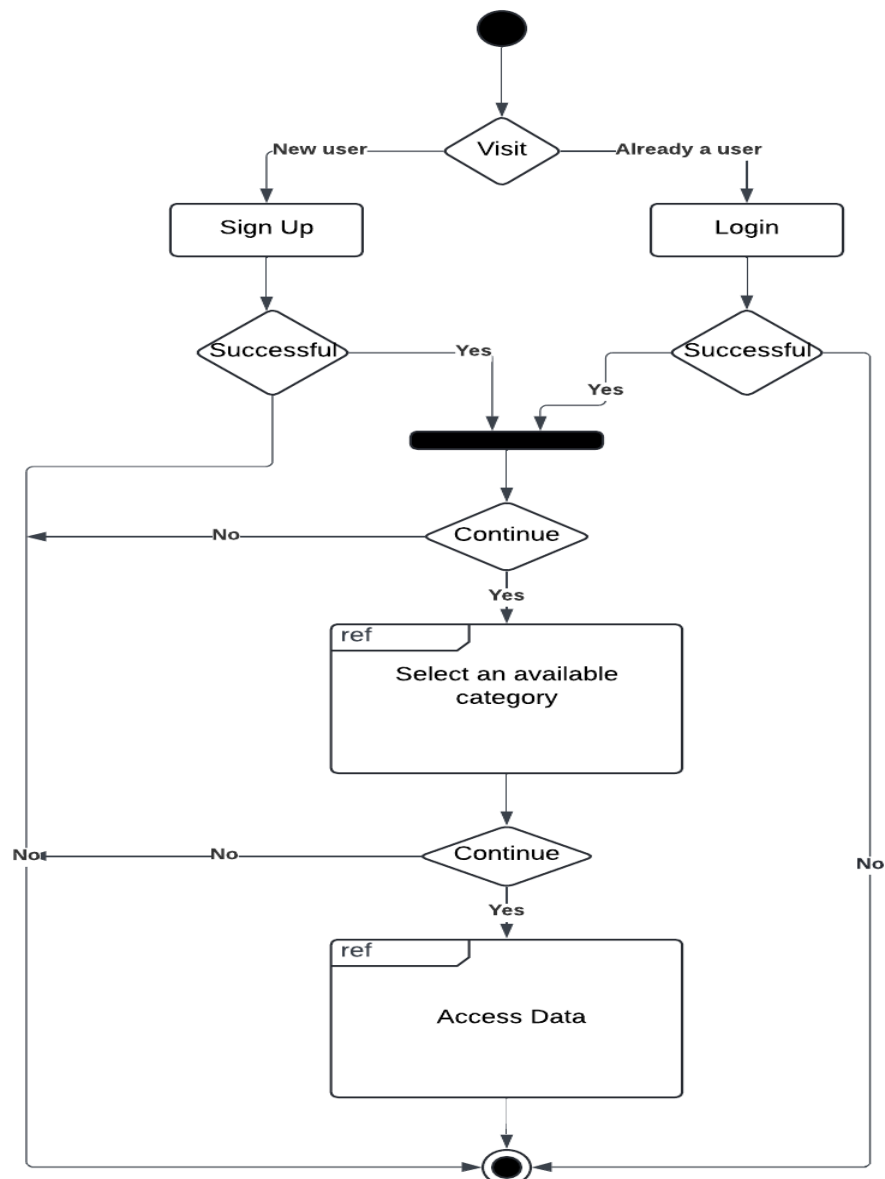 Visit
New user
Already a user
Sign Up
Login
Successful
Yes
Successful
Yes
Continue
No
Yes
ref
Select an available
category
Continue
No
No
No
Yes
ref
Access Data